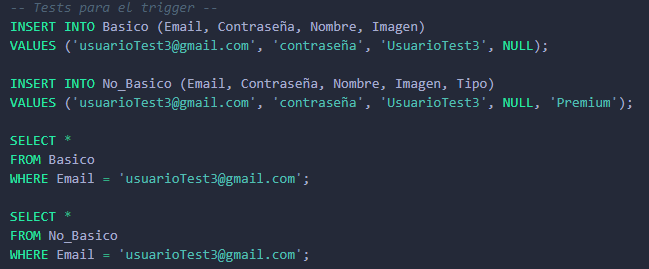 -- Tests para el trigger --
INSERT INTO Basico (Email, Contraseña, Nombre, Imagen)
VALUES ('usuarioTest3@gmail.com', 'contraseña', 'UsuarioTest3', NULL);
INSERT INTO No_Basico (Email, Contraseña, Nombre, Imagen, Tipo)
VALUES ('usuarioTest3@gmail.com', 'contraseña', 'UsuarioTest3', NULL, 'Premium');
SELECT *
FROM Basico
WHERE Email = 'usuarioTest3@gmail.com';
SELECT *
FROM No_Basico
WHERE Email = 'usuarioTest3@gmail.com';